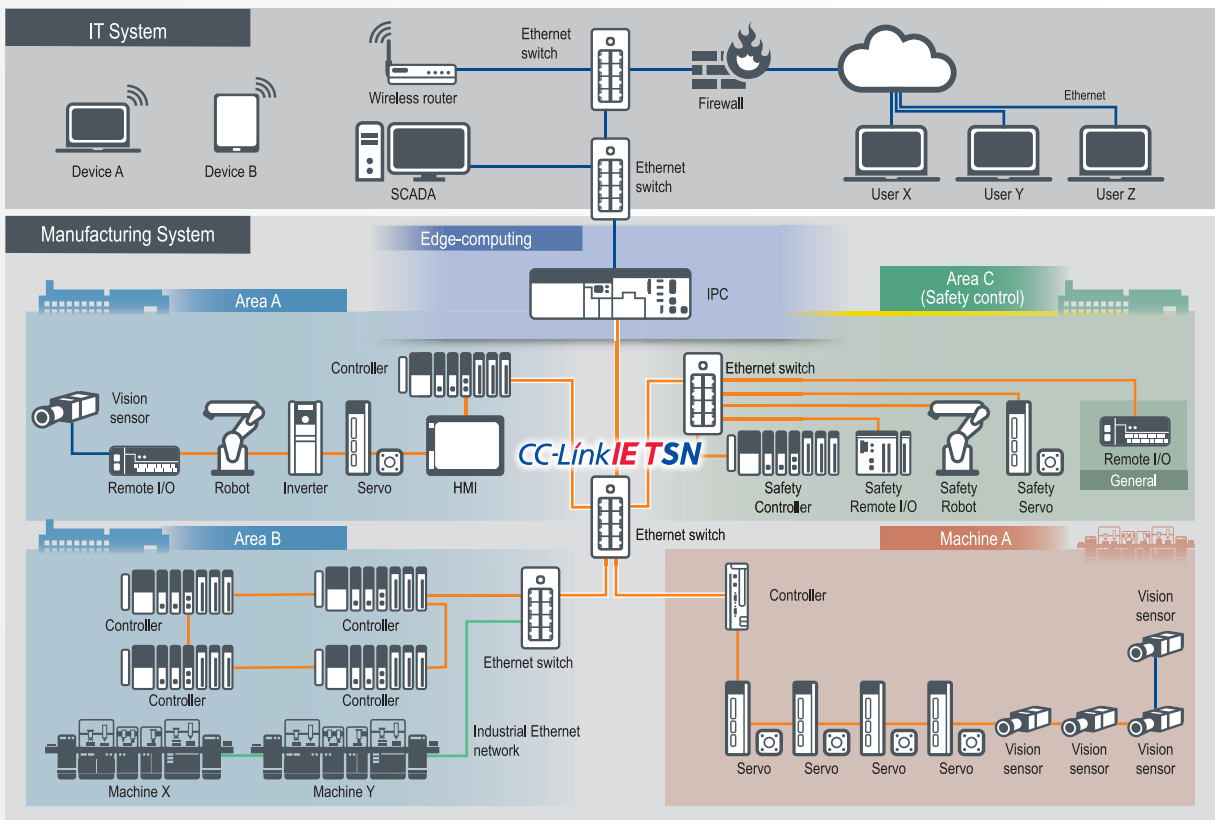 IT System
Ethernet
switch
Wireless router
Firewall
Ethernet
Device A
Device B
SCADA
Ethernet
switch
User X
User Y
User Z
Manufacturing System
Edge-computing
IPC
Area A
Area C
(Safety control)
Controller
Ethernet switch
Vision
sensor
CC-Link IE TSN
Remote I/O
Robot
Inverter
Servo
HMI
Safety
Controller
Safety
Remote I/O
Safety
Robot
Safety
Servo
Remote I/O
General
Ethernet switch
Area B
Machine A
Controller
Controller
Controller
Controller
Ethernet switch
Industrial Ethernet
network
Machine X
Machine Y
Controller
Vision
sensor
Servo
Servo
Servo
Servo
Vision
sensor
Vision
sensor
Vision
sensor